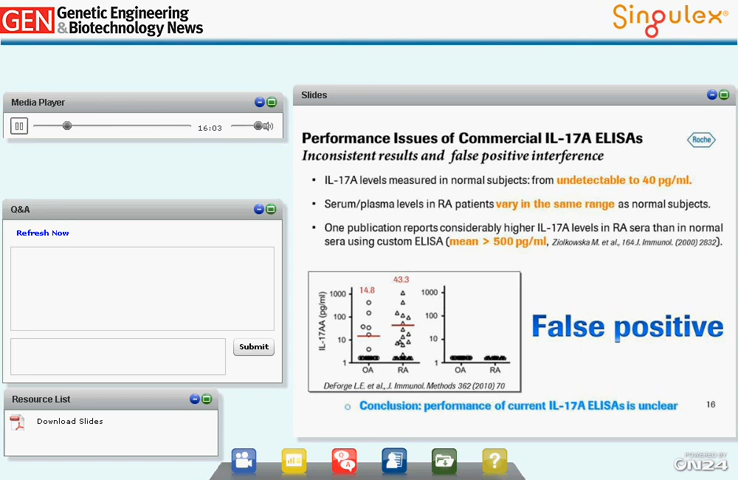 GEN Genetic Engineering
& Biotechnology News
Singulex®
Media Player
16:03
Q&A
Refresh Now
Submit
Resource List
Download Slides
Slides
Performance Issues of Commercial IL-17A ELISAs
Roche
Inconsistent results and false positive interference
• IL-17A levels measured in normal subjects: from undetectable to 40 pg/ml.
• Serum/plasma levels in RA patients vary in the same range as normal subjects.
• One publication reports considerably higher IL-17A levels in RA sera than in normal
sera using custom ELISA (mean > 500 pg/ml, Ziolkowska M. et al., 164 J. Immunol. (2000) 2832).
IL-17AA (pg/ml)
1000
100
10
1
14.8
43.3
OA
RA
1000
100
10
1
OA
RA
DeForge L.E. et al., J. Immunol. Methods 362 (2010) 70
False positive
Conclusion: performance of current IL-17A ELISAs is unclear
16
Q
A
?
POWERED BY
ON24